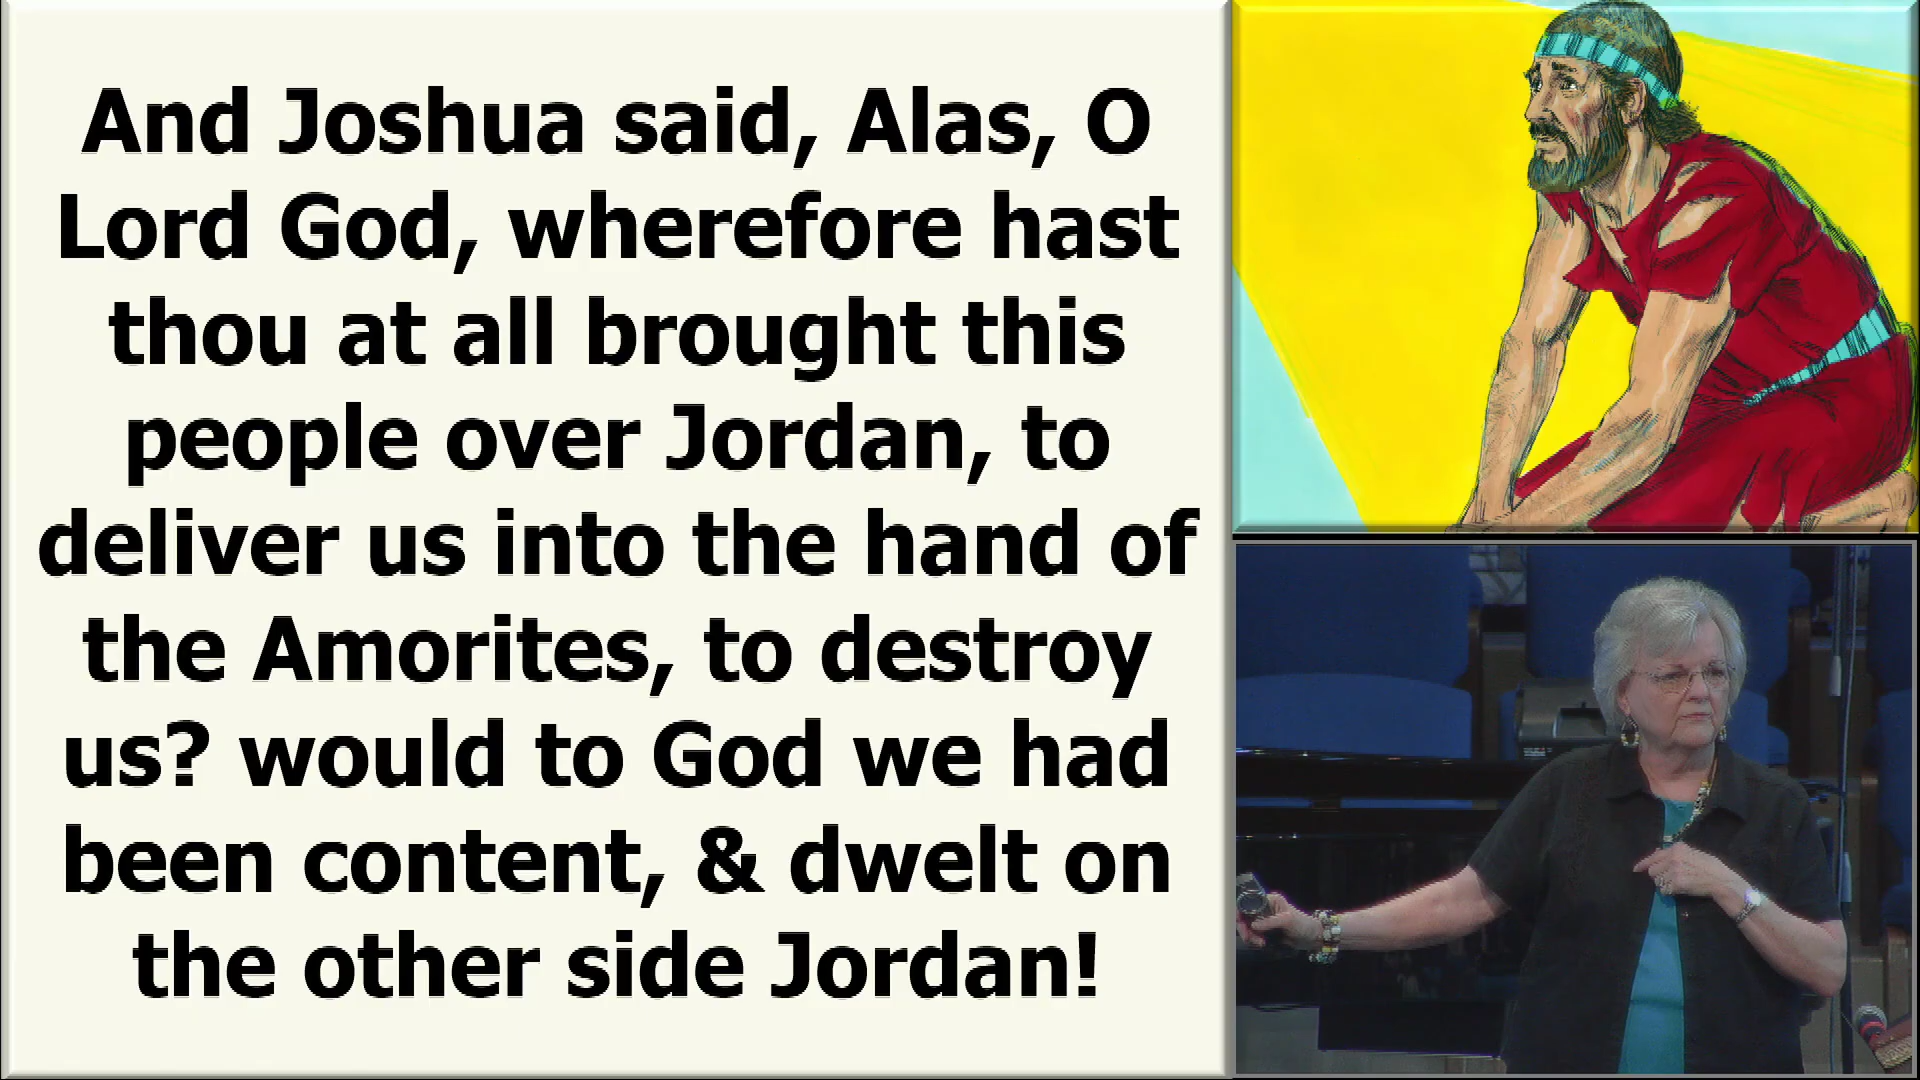 And Joshua said, Alas, O
Lord God, wherefore hast
thou at all brought this
people over Jordan, to
deliver us into the hand of
the Amorites, to destroy
us? would to God we had
been content, & dwelt on
the other side Jordan!